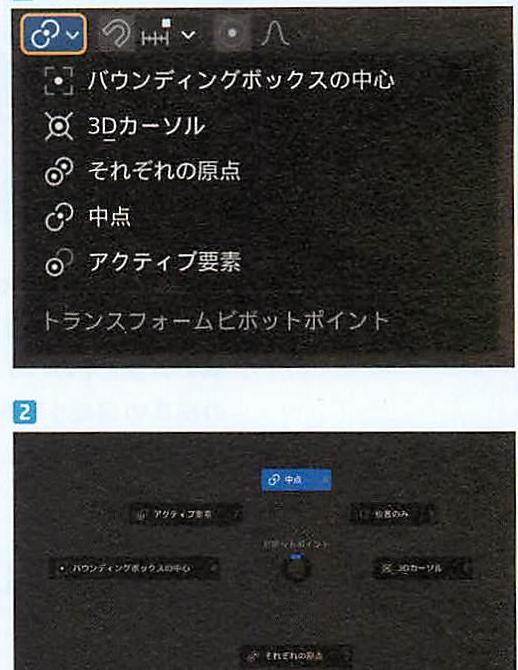 バウンディングボックスの中心
3Dカーソル
それぞれの原点
中点
アクティブ要素
トランスフォームピボットポイント
2
中点
アクティブ要素
位置のみ
ピボットポイント
バウンディングボックスの中心
3Dカーソル
それぞれの原点